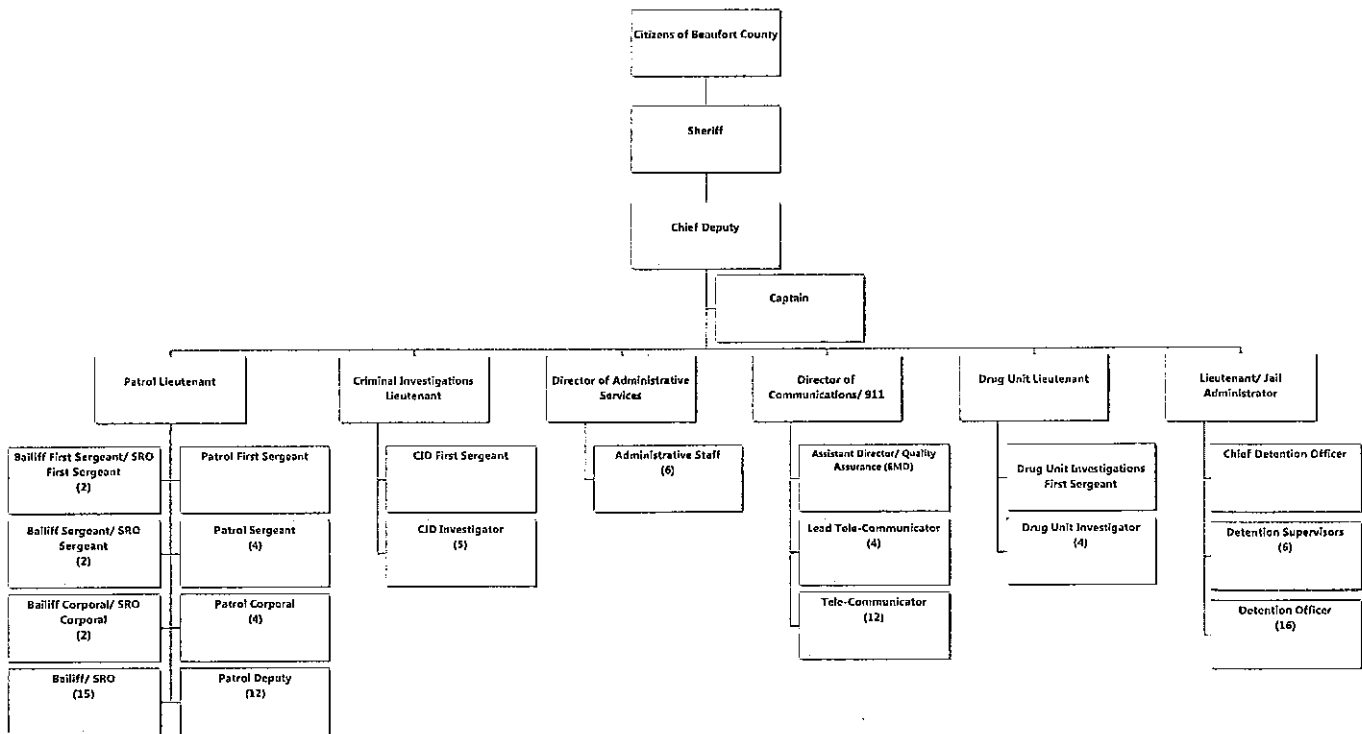 Citizens of Beaufort County
Sheriff
Chief Deputy
Captain
Patrol Lieutenant
Criminal Investigations
Lieutenant
Director of Administrative
Services
Director of
Communications/ 911
Drug Unit Lieutenant
Lieutenant/ Jail
Administrator
Bailiff First Sergeant/ SRO
First Sergeant
(2)
Patrol First Sergeant
Bailiff Sergeant/ SRO
Sergeant
(2)
Patrol Sergeant
(4)
Bailiff Corporal/ SRO
Corporal
(2)
Patrol Corporal
(4)
Bailiff/ SRO
(15)
Patrol Deputy
(12)
CID First Sergeant
CID Investigator
(5)
Administrative Staff
(6)
Assistant Director/ Quality
Assurance (EMD)
Lead Tele-Communicator
(4)
Tele-Communicator
(12)
Drug Unit Investigations
First Sergeant
Drug Unit Investigator
(4)
Chief Detention Officer
Detention Supervisors
(6)
Detention Officer
(16)